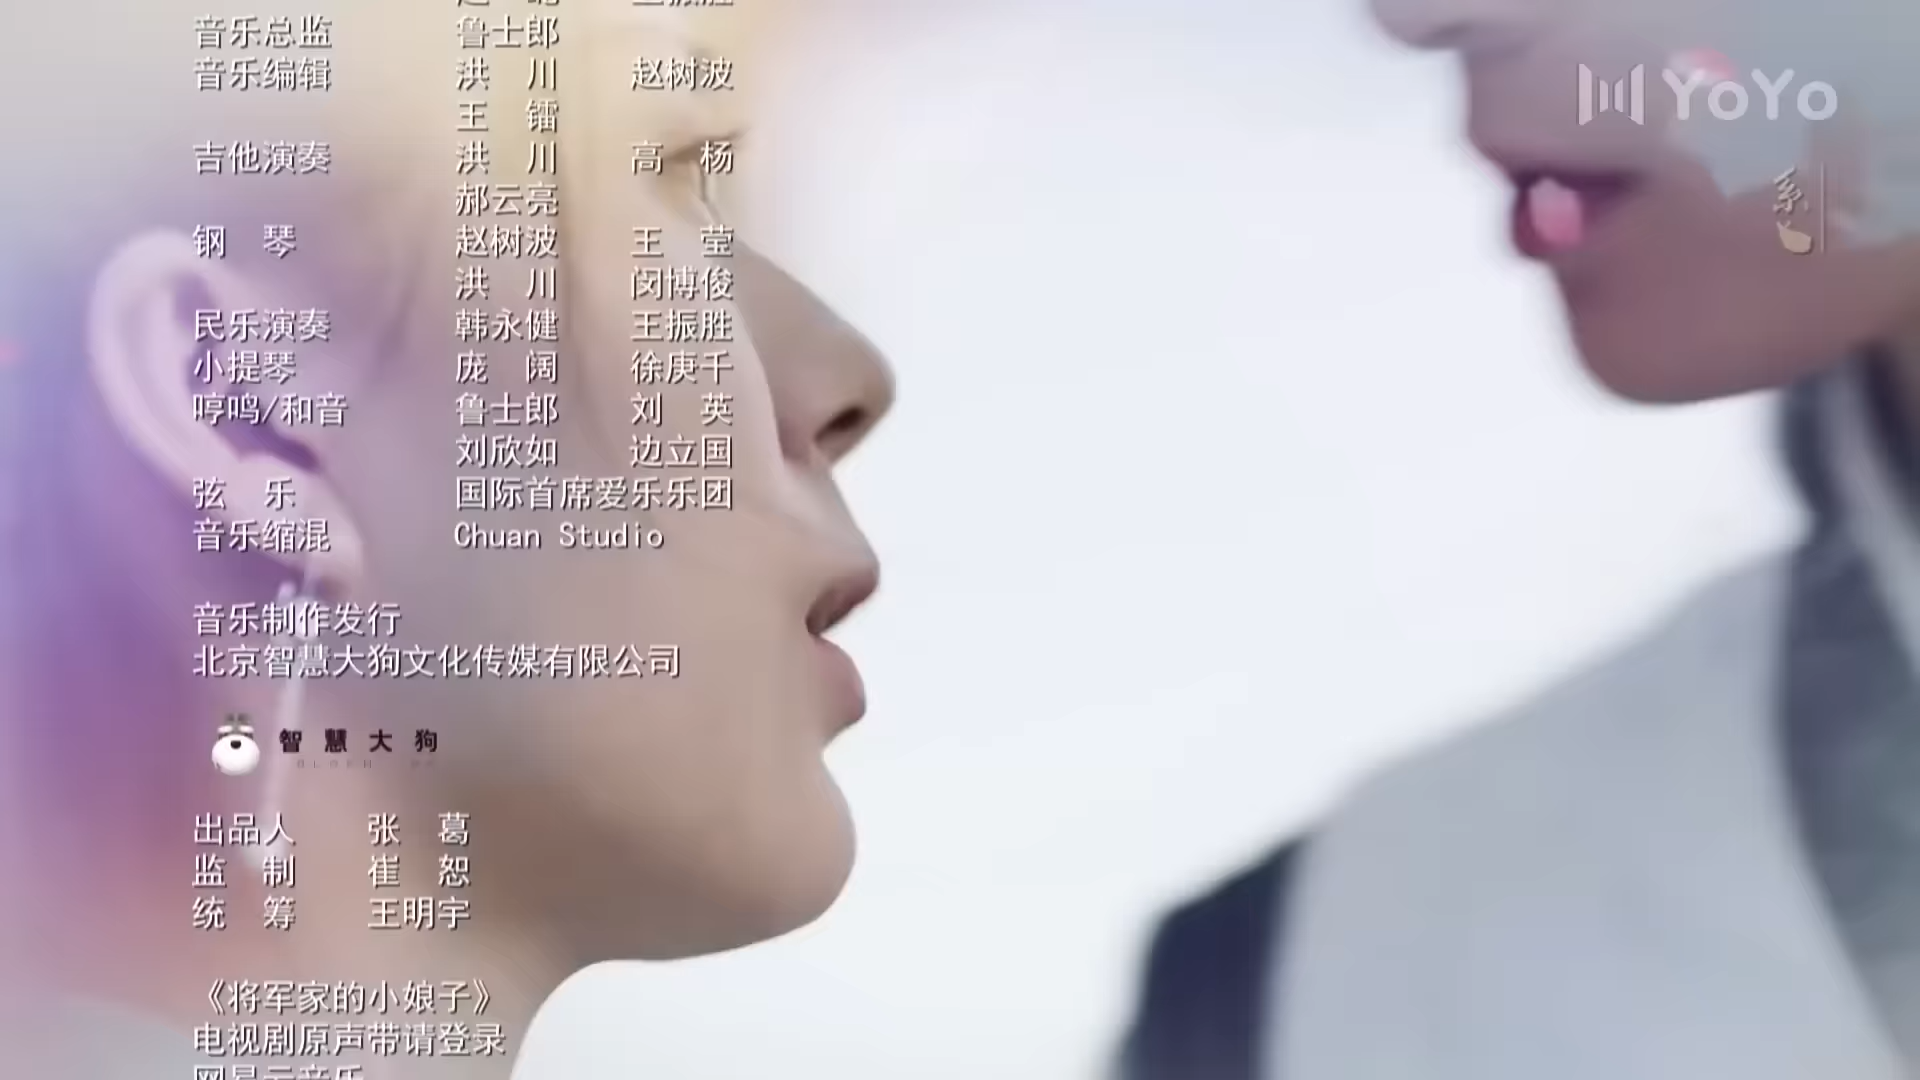 音乐总监 鲁士郎
音乐编辑 洪 川 赵树波
王 镭
吉他演奏 洪 川 高 杨
郝云亮
钢 琴 赵树波 王 莹
洪 川 闵博俊
民乐演奏 韩永健 王振胜
小提琴 庞 阔 徐庚千
哼鸣/和音 鲁士郎 刘 英
刘欣如 边立国
弦 乐 国际首席爱乐乐团
音乐缩混 Chuan Studio
音乐制作发行
北京智慧大狗文化传媒有限公司
智慧大狗
出品人 张 葛
监 制 崔 恕
统 筹 王明宇
《将军家的小娘子》
电视剧原声带请登录
YoYo